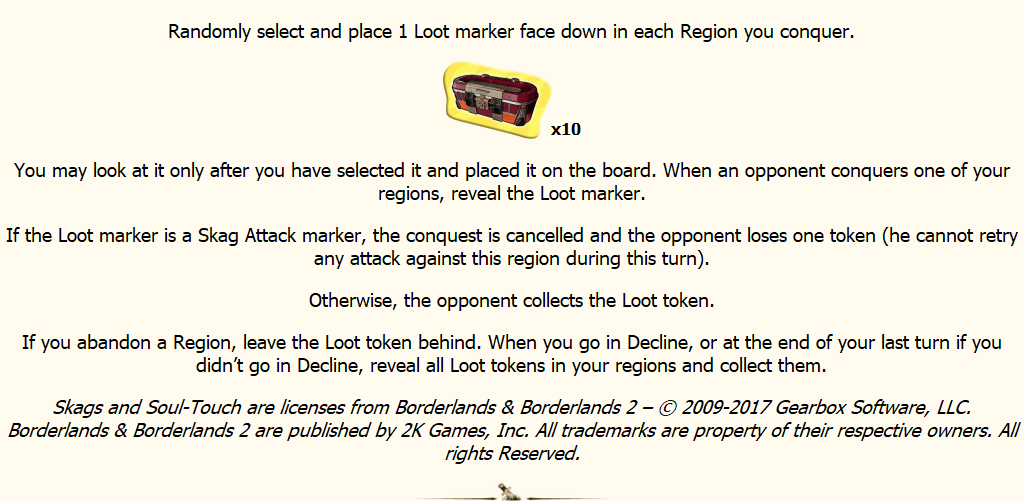 Randomly select and place 1 Loot marker face down in each Region you conquer.
x10
You may look at it only after you have selected it and placed it on the board. When an opponent conquers one of your
regions, reveal the Loot marker.
If the Loot marker is a Skag Attack marker, the conquest is cancelled and the opponent loses one token (he cannot retry
any attack against this region during this turn).
Otherwise, the opponent collects the Loot token.
If you abandon a Region, leave the Loot token behind. When you go in Decline, or at the end of your last turn if you
didn’t go in Decline, reveal all Loot tokens in your regions and collect them.
Skags and Soul-Touch are licenses from Borderlands & Borderlands 2 – © 2009-2017 Gearbox Software, LLC.
Borderlands & Borderlands 2 are published by 2K Games, Inc. All trademarks are property of their respective owners. All
rights Reserved.